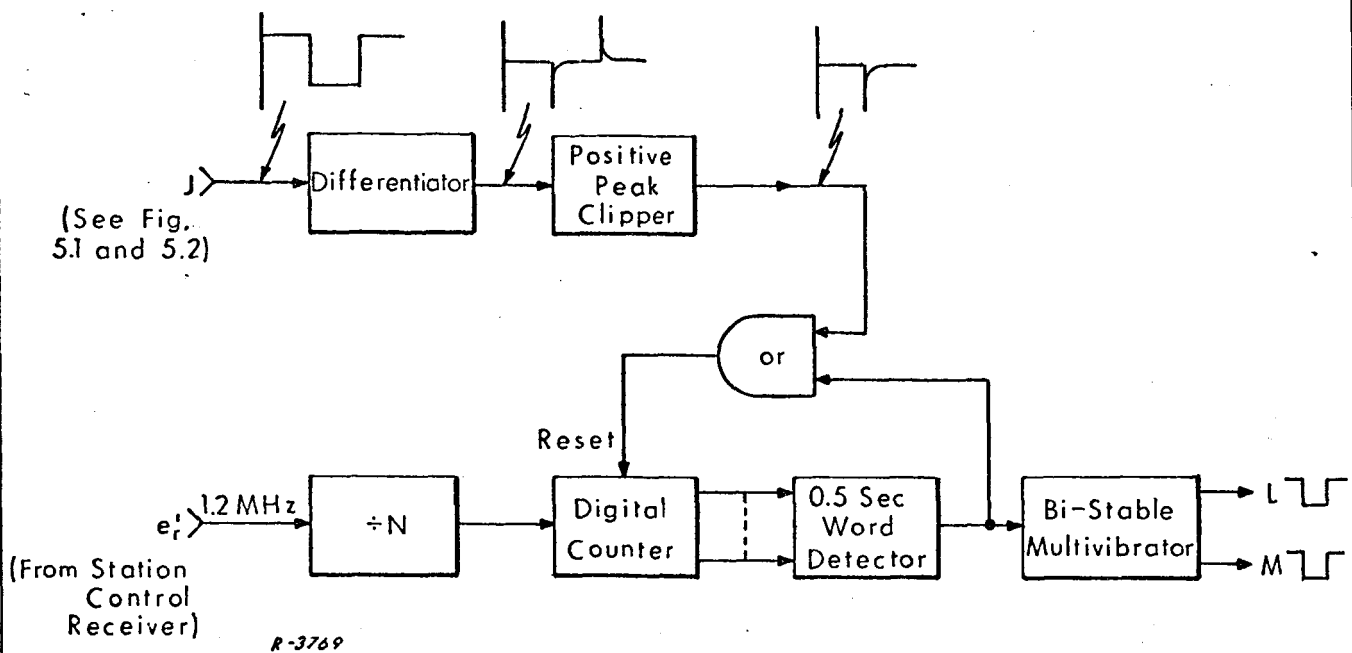 J
Differentiator
Positive
Peak
Clipper
(See Fig.
5.1 and 5.2)
or
Reset
e'r
1.2 MHz
÷N
Digital
Counter
0.5 Sec
Word
Detector
Bi-Stable
Multivibrator
L
M
(From Station
Control
Receiver)
R-3769